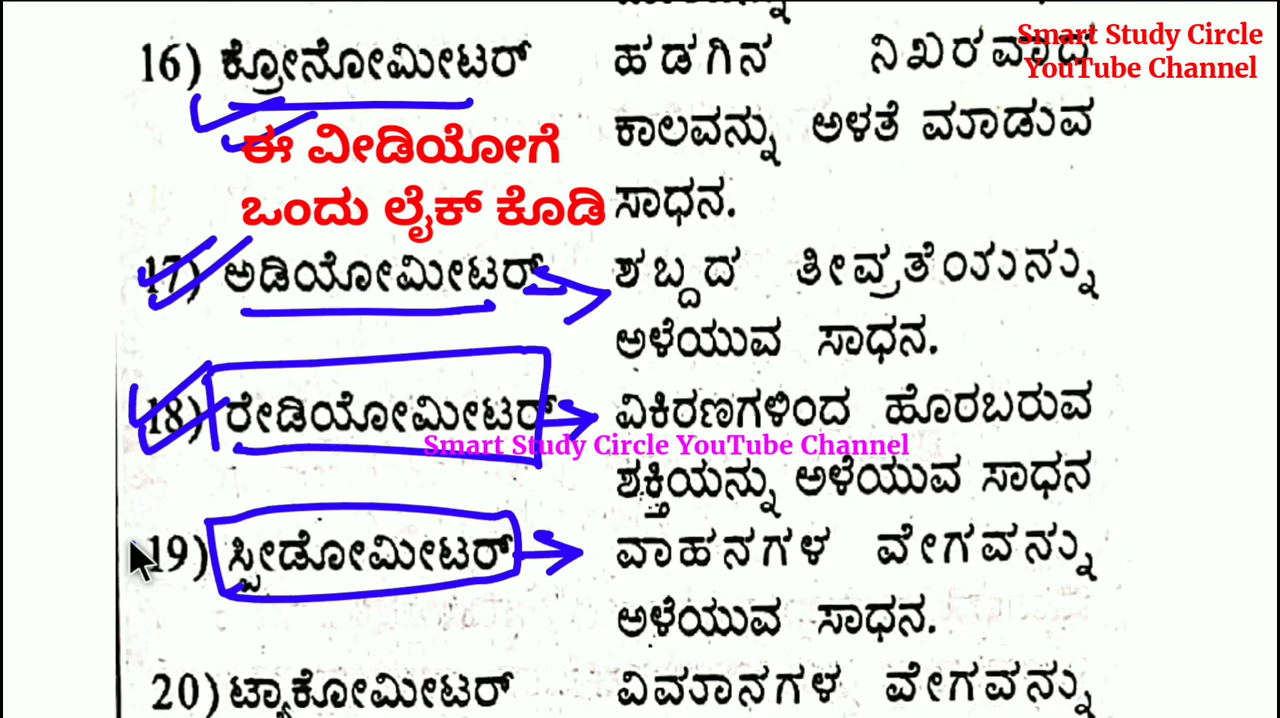 Smart Study Circle
YouTube Channel
16) ಕ್ರೋನೋಮೀಟರ್ ಹಡಗಿನ ನಿಖರವಾದ
ಕಾಲವನ್ನು ಅಳತೆ ಮಾಡುವ
ಈ ವೀಡಿಯೋಗೆ
ಒಂದು ಲೈಕ್ ಕೊಡಿ
ಸಾಧನ.
17) ಅಡಿಯೋಮೀಟರ್ ಶಬ್ದದ ತೀವ್ರತೆಯನ್ನು
ಅಳೆಯುವ ಸಾಧನ.
18) ರೇಡಿಯೋಮೀಟರ್ ವಿಕಿರಣಗಳಿಂದ ಹೊರಬರುವ
Smart Study Circle YouTube Channel
ಶಕ್ತಿಯನ್ನು ಅಳೆಯುವ ಸಾಧನ
19) ಸ್ಪೀಡೋಮೀಟರ್ ವಾಹನಗಳ ವೇಗವನ್ನು
ಅಳೆಯುವ ಸಾಧನ.
20) ಟ್ಯಾಕೋಮೀಟರ್ ವಿಮಾನಗಳ ವೇಗವನ್ನು